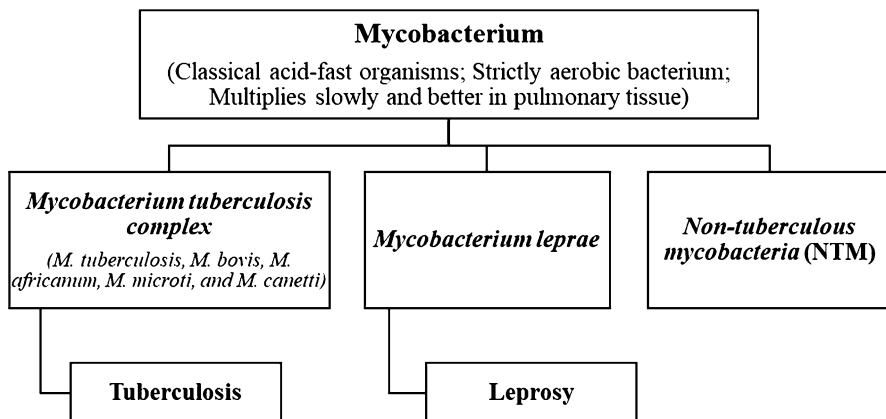 Mycobacterium
(Classical acid-fast organisms; Strictly aerobic bacterium;
Multiplies slowly and better in pulmonary tissue)
Mycobacterium tuberculosis
complex
(M. tuberculosis, M. bovis, M.
africanum, M. microti, and M. canetti)
Mycobacterium leprae
Non-tuberculous
mycobacteria (NTM)
Tuberculosis
Leprosy